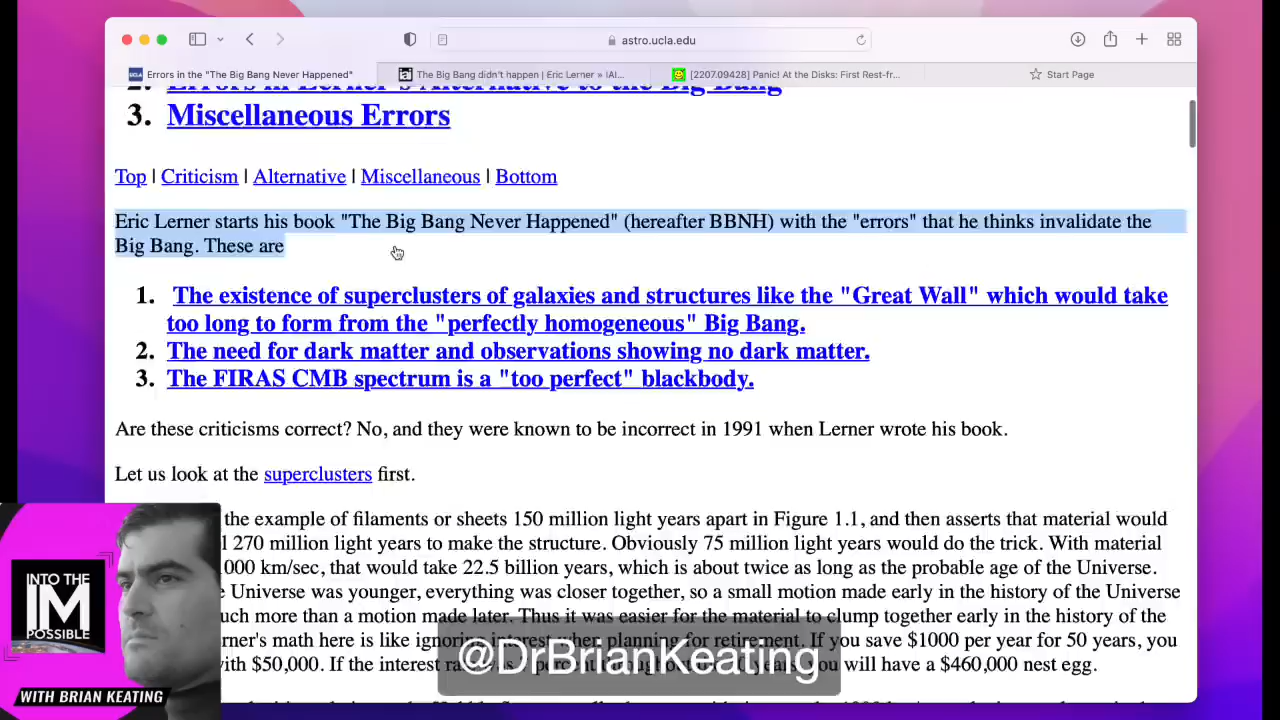 astro.ucla.edu
Errors in the "The Big Bang Never Happened"
The Big Bang didn't happen | Eric Lerner » IAI...
[2207.09428] Panic! At the Disks: First Rest-fr...
Start Page
2. Errors in Lerner's Alternative to the Big Bang
3. Miscellaneous Errors
Top | Criticism | Alternative | Miscellaneous | Bottom
Eric Lerner starts his book "The Big Bang Never Happened" (hereafter BBNH) with the "errors" that he thinks invalidate the
Big Bang. These are
1. The existence of superclusters of galaxies and structures like the "Great Wall" which would take
too long to form from the "perfectly homogeneous" Big Bang.
2. The need for dark matter and observations showing no dark matter.
3. The FIRAS CMB spectrum is a "too perfect" blackbody.
Are these criticisms correct? No, and they were known to be incorrect in 1991 when Lerner wrote his book.
Let us look at the superclusters first.
the example of filaments or sheets 150 million light years apart in Figure 1.1, and then asserts that material would
270 million light years to make the structure. Obviously 75 million light years would do the trick. With material
000 km/sec, that would take 22.5 billion years, which is about twice as long as the probable age of the Universe.
Universe was younger, everything was closer together, so a small motion made early in the history of the Universe
much more than a motion made later. Thus it was easier for the material to clump together early in the history of the
rner's math here is like ignoring interest when planning for retirement. If you save $1000 per year for 50 years, you
with $50,000. If the interest will have a $460,000 nest egg.
@DrBrianKeating
INTO THE
IM
POSSIBLE
WITH BRIAN KEATING